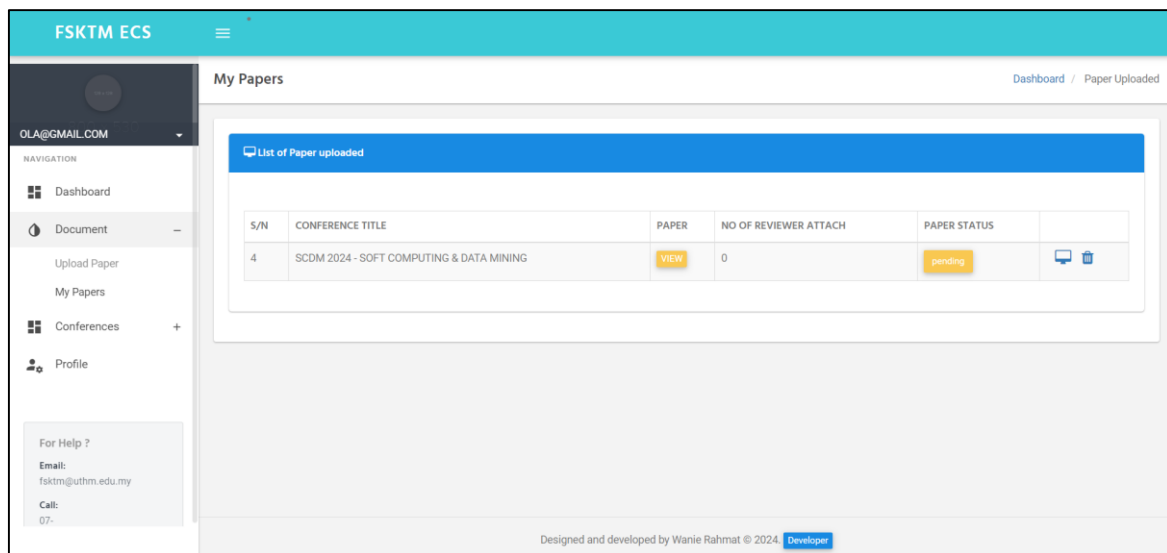 FSKTM ECS
My Papers
Dashboard / Paper Uploaded
OLA@GMAIL.COM
NAVIGATION
Dashboard
Document
Upload Paper
My Papers
Conferences
Profile
For Help ?
Email:
fsktm@uthm.edu.my
Call:
07-
List of Paper uploaded
S/N CONFERENCE TITLE PAPER NO OF REVIEWER ATTACH PAPER STATUS
4 SCDM 2024 - SOFT COMPUTING & DATA MINING VIEW 0 pending
Designed and developed by Wanie Rahmat © 2024. Developer